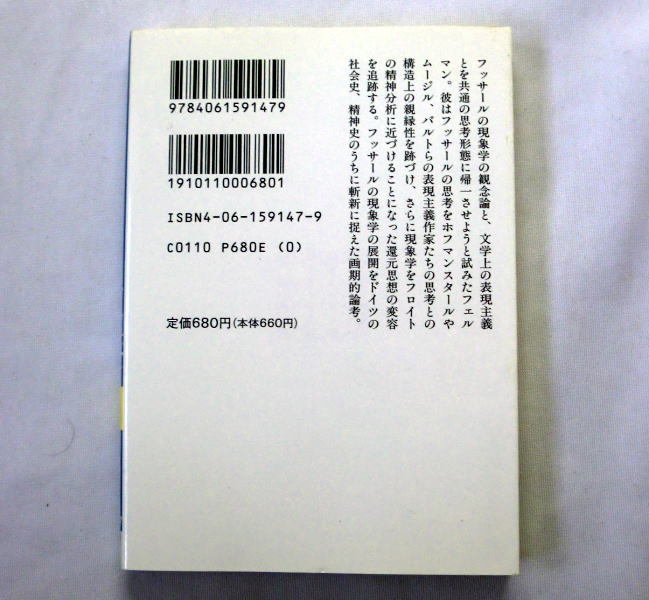 フッサールの現象学の観念論と、文学上の表現主義
とを共通の思考形態に帰一させようと試みたフェル
マン。彼はフッサールの思考をホフマンスタールや
ムージル、バルトらの表現主義作家たちの思考との
構造上の親縁性を跡づけ、さらに現象学をフロイト
の精神分析に近づけることになった還元思想の変容
を追跡する。フッサールの現象学の展開をドイツの
社会史、精神史のうちに斬新に捉えた画期的論考。
9784061591479
1910110006801
ISBN4-06-159147-9
C0110 P680E (0)
定価680円(本体660円)